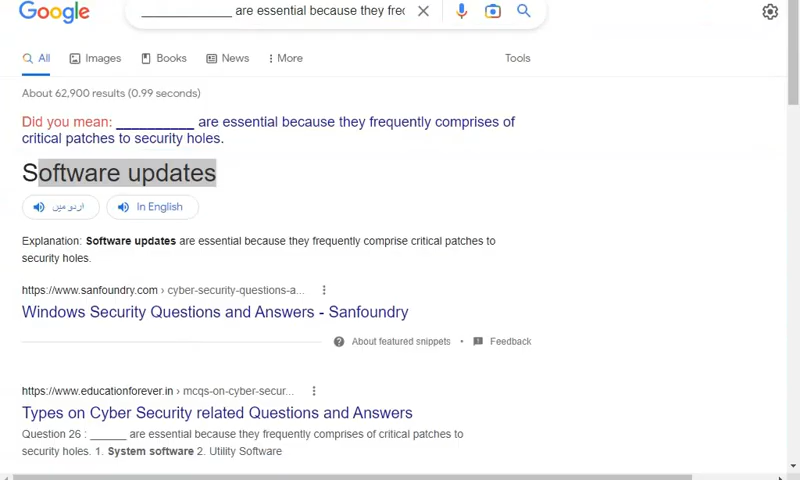 Google
____________ are essential because they frec
All Images Books News More Tools
About 62,900 results (0.99 seconds)
Did you mean: __________ are essential because they frequently comprises of
critical patches to security holes.
Software updates
اردو میں In English
Explanation: Software updates are essential because they frequently comprise critical patches to
security holes.
https://www.sanfoundry.com › cyber-security-questions-a...
Windows Security Questions and Answers - Sanfoundry
About featured snippets • Feedback
https://www.educationforever.in › mcqs-on-cyber-secur...
Types on Cyber Security related Questions and Answers
Question 26 : ______ are essential because they frequently comprises of critical patches to security
holes. 1. System software 2. Utility Software